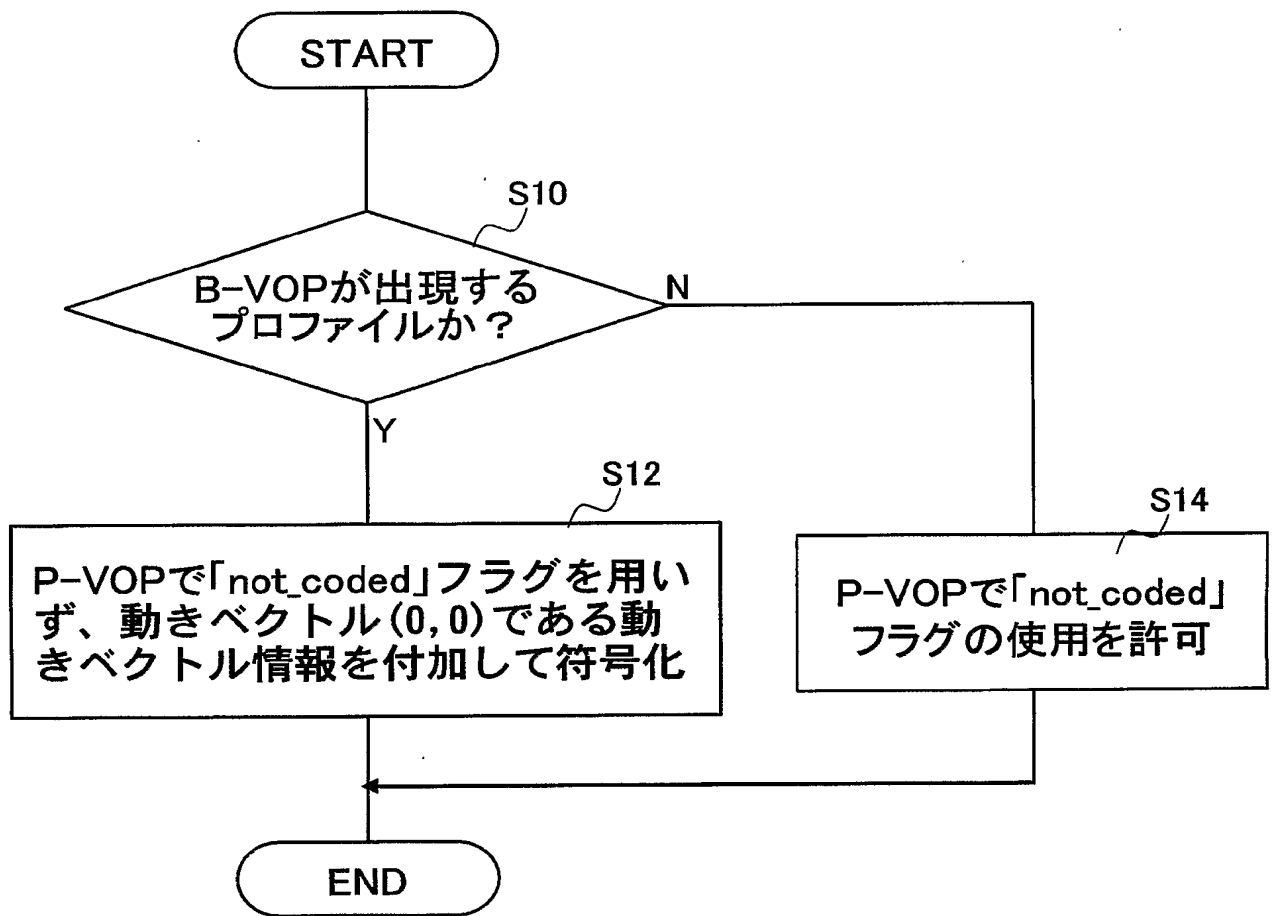 START
S10
B-VOPが出現する
プロファイルか？
N
Y
S12
P-VOPで「not_coded」フラグを用い
ず、動きベクトル(0,0)である動
きベクトル情報を付加して符号化
S14
P-VOPで「not_coded」
フラグの使用を許可
END